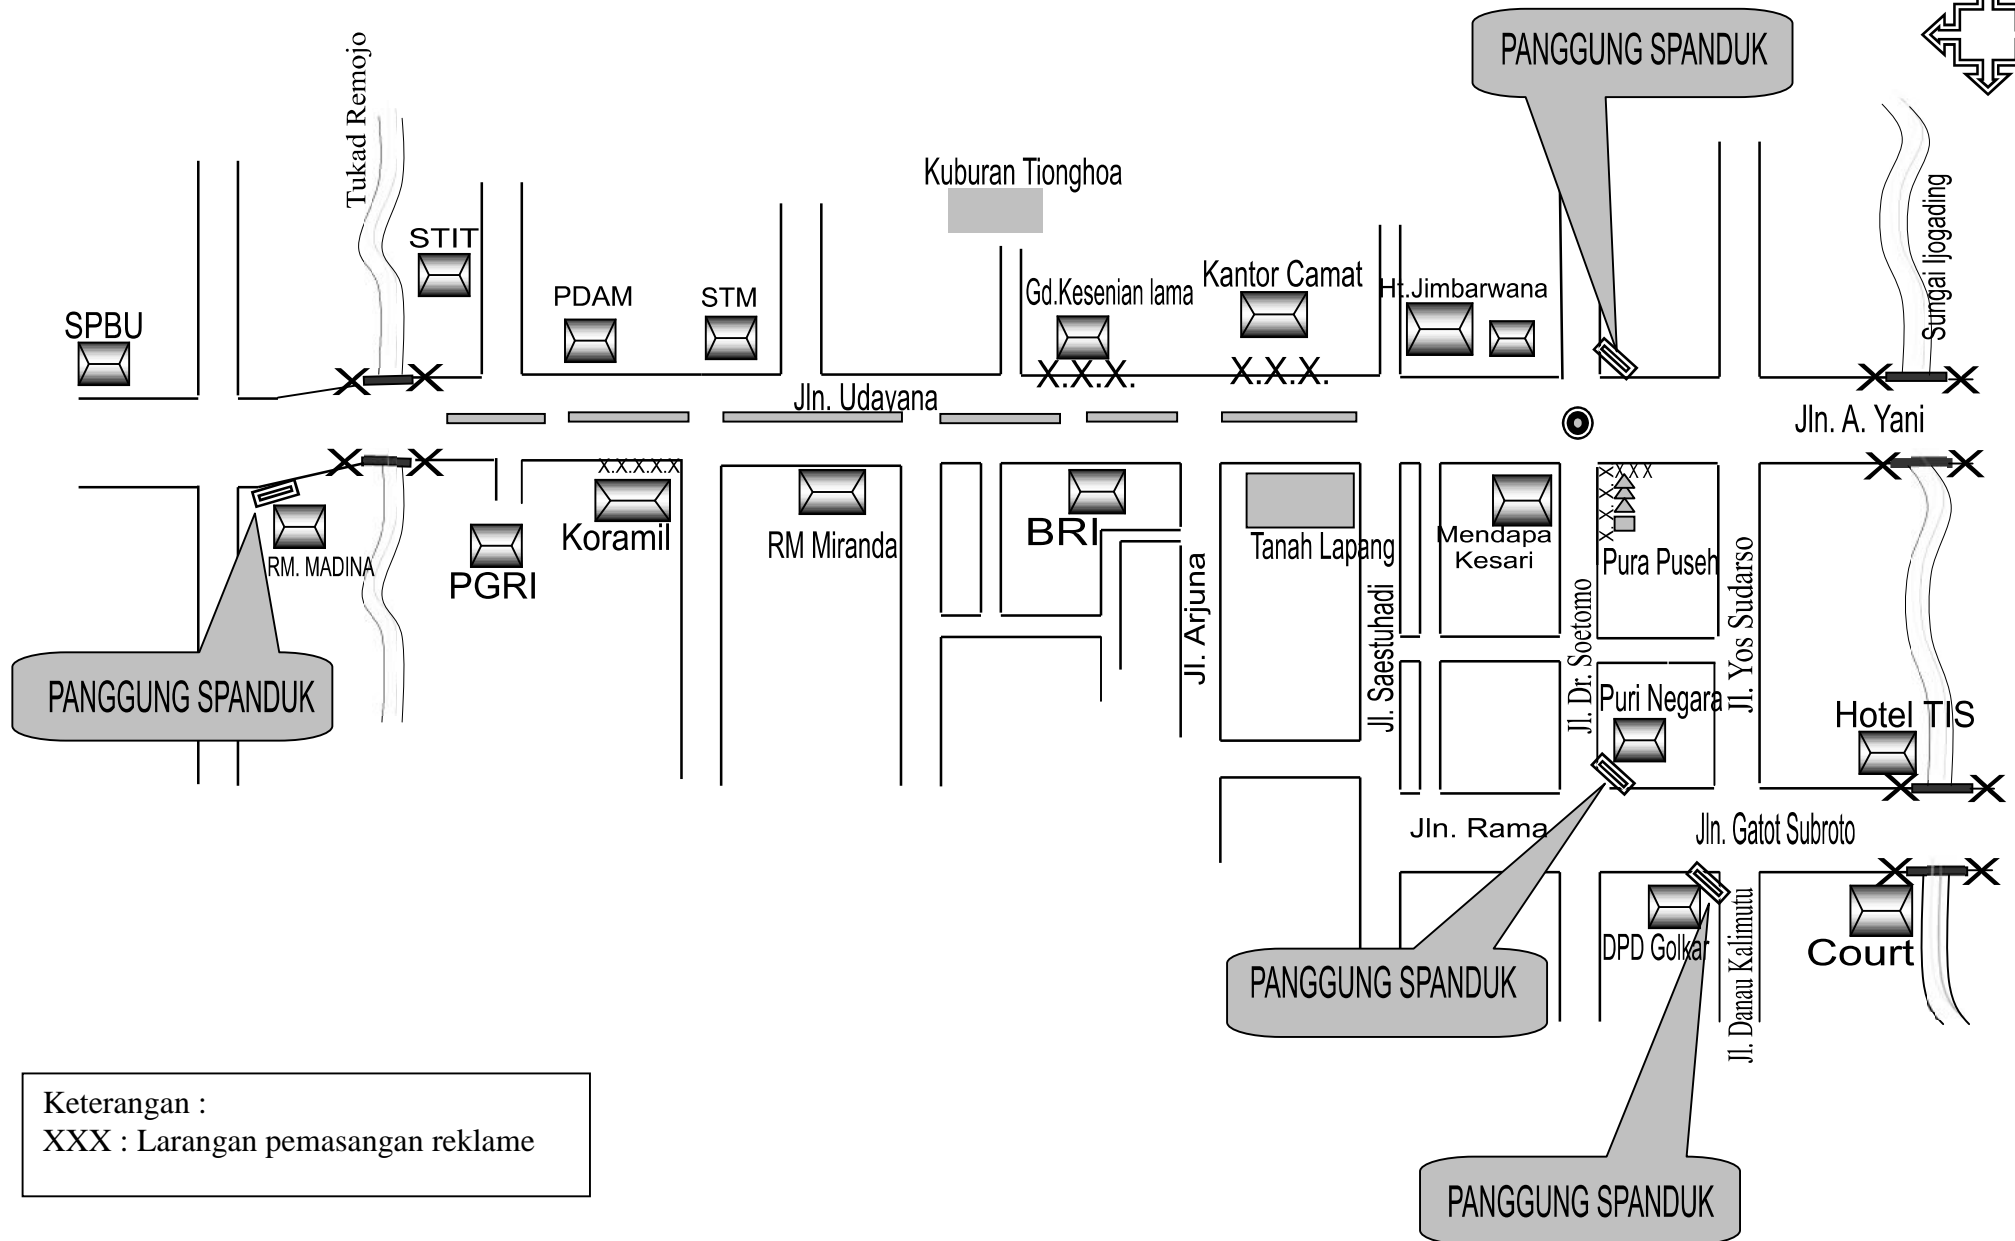 PANGGUNG SPANDUK
Tukad Remojo
Kuburan Tionghoa
Sungai Ijogading
STIT
SPBU
PDAM
STM
Gd.Kesenian lama
Kantor Camat
Ht.Jimbarwana
X.X.X.
X.X.X.
X X
X X
Jln. Udayana
Jln. A. Yani
X X
X X
X.X.X.X.X
X X X X
X
X
RM. MADINA
PGRI
Koramil
RM Miranda
BRI
Tanah Lapang
Mendapa
Kesari
Pura Puseh
Jl. Arjuna
Jl. Saestuhadi
Jl. Dr. Soetomo
Jl. Yos Sudarso
PANGGUNG SPANDUK
Puri Negara
Hotel TIS
X X
Jln. Rama
Jln. Gatot Subroto
X X
DPD Golkar
Jl. Danau Kalimutu
Court
PANGGUNG SPANDUK
PANGGUNG SPANDUK
Keterangan :
XXX : Larangan pemasangan reklame